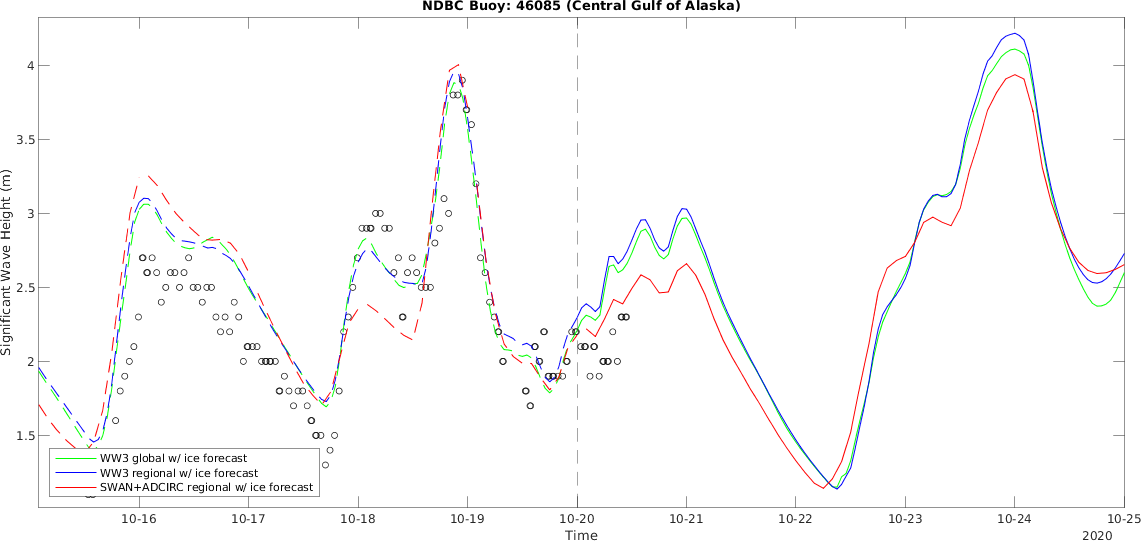 NDBC Buoy: 46085 (Central Gulf of Alaska)
Significant Wave Height (m)
4
3.5
3
2.5
2
1.5
WW3 global w/ ice forecast
WW3 regional w/ ice forecast
SWAN+ADCIRC regional w/ ice forecast
10-16 10-17 10-18 10-19 10-20 10-21 10-22 10-23 10-24 10-25
Time
2020